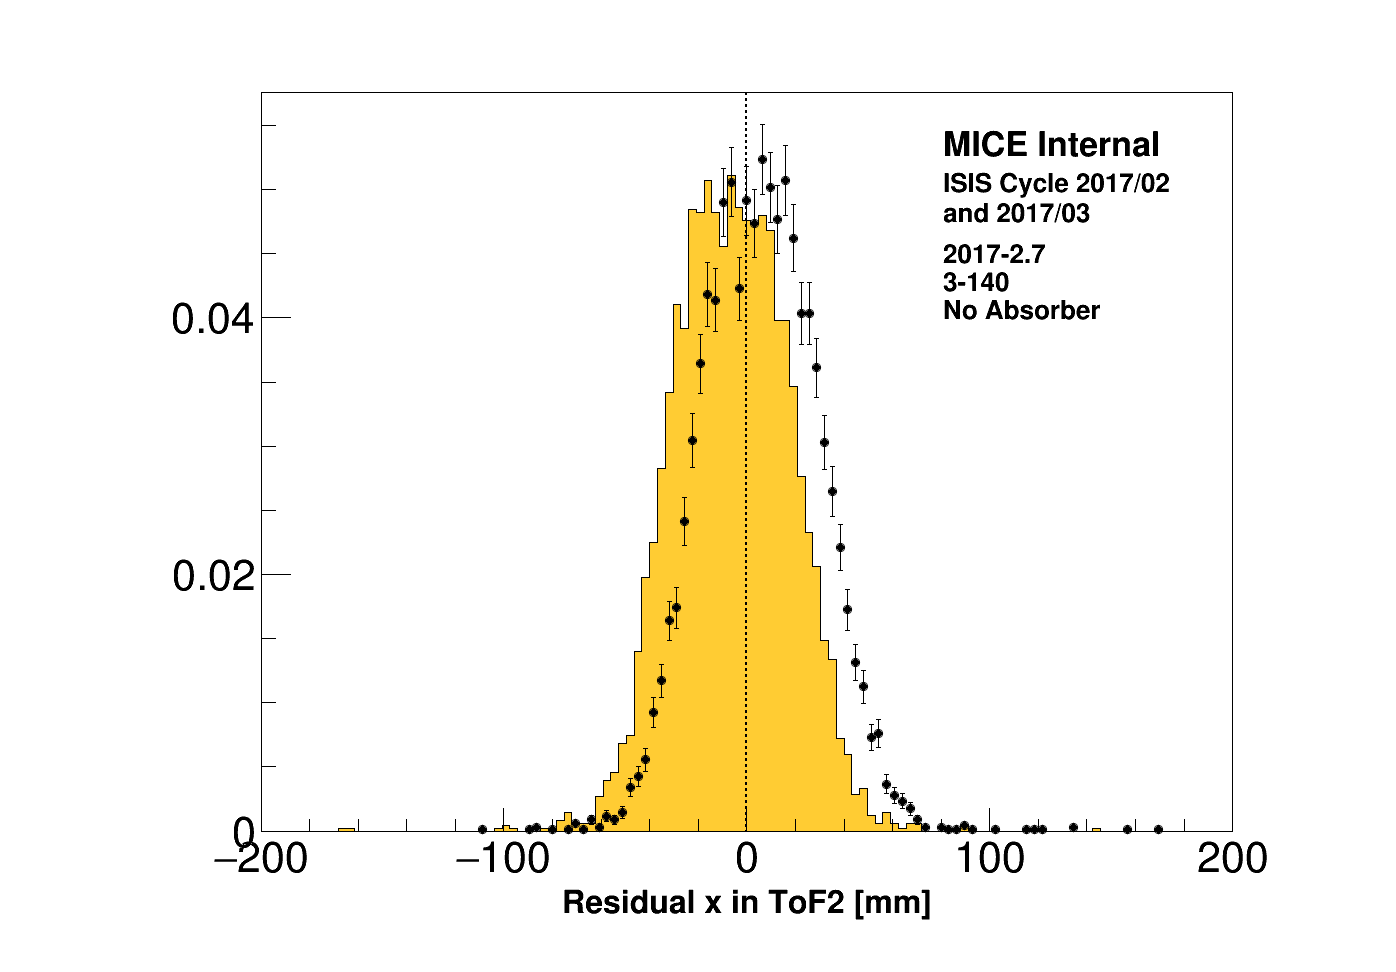 MICE Internal
ISIS Cycle 2017/02
and 2017/03
2017-2.7
3-140
No Absorber
0.04
0.02
0
−200 −100 0 100 200
Residual x in ToF2 [mm]